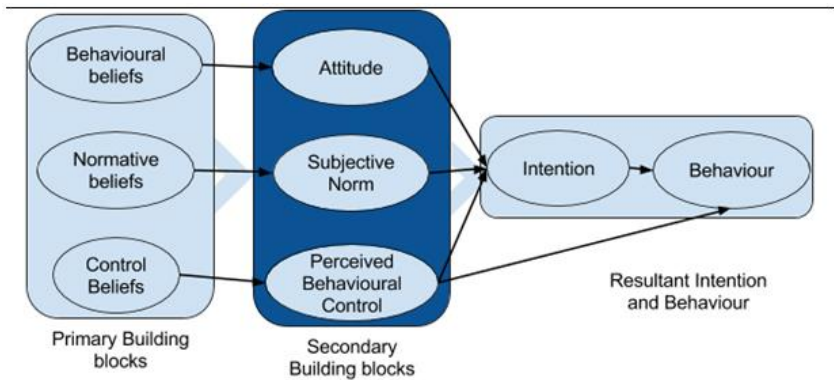 Behavioural
beliefs
Normative
beliefs
Control
Beliefs
Primary Building
blocks
Attitude
Subjective
Norm
Perceived
Behavioural
Control
Secondary
Building blocks
Intention
Behaviour
Resultant Intention
and Behaviour